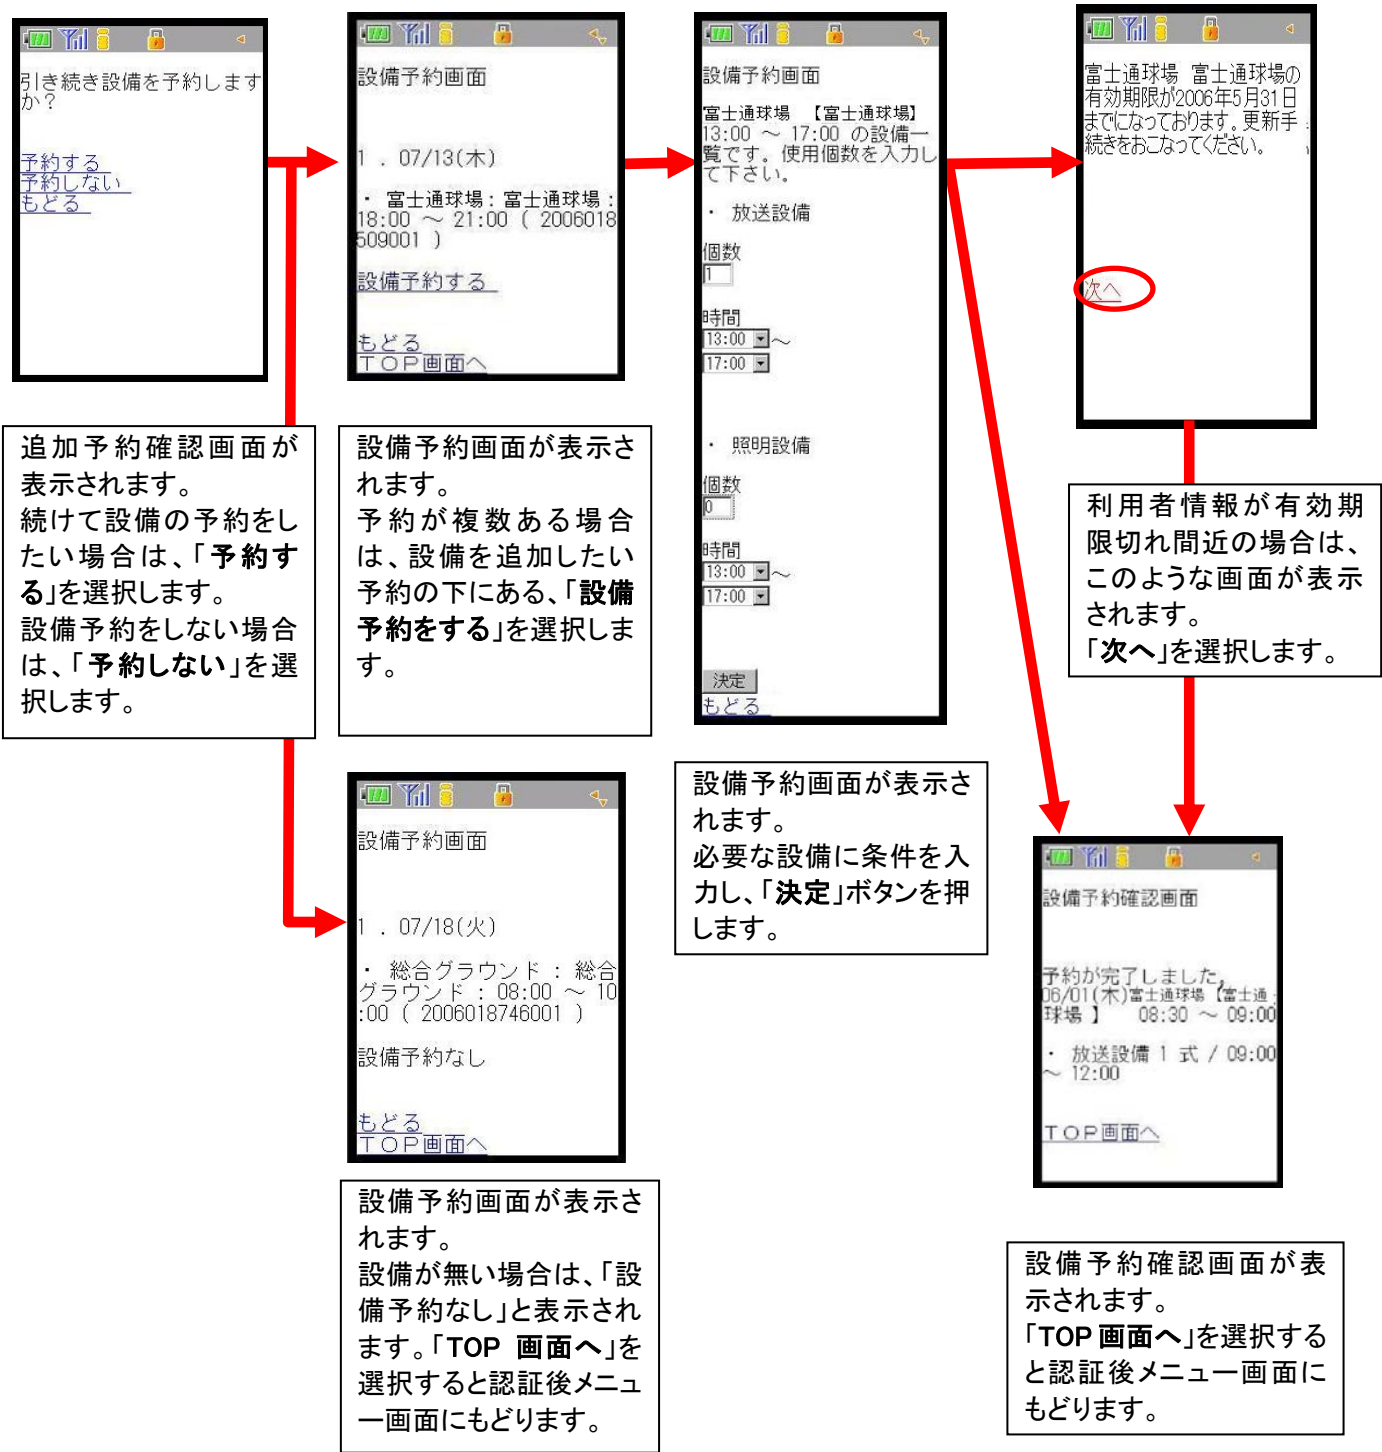 引き続き設備を予約します
か?
予約する
予約しない
もどる
追加予約確認画面が
表示されます。
続けて設備の予約をし
たい場合は、「予約す
る」を選択します。
設備予約をしない場合
は、「予約しない」を選
択します。
設備予約画面
1 . 07/13(木)
・ 富士通球場 : 富士通球場 :
18:00 ～ 21:00 ( 2006018
509001 )
設備予約する
もどる
TOP画面へ
設備予約画面が表示さ
れます。
予約が複数ある場合
は、設備を追加したい
予約の下にある、「設備
予約をする」を選択しま
す。
設備予約画面
1 . 07/18(火)
・ 総合グラウンド : 総合
グラウンド : 08:00 ～ 10
:00 ( 2006018746001 )
設備予約なし
もどる
TOP画面へ
設備予約画面が表示さ
れます。
設備が無い場合は、「設
備予約なし」と表示され
ます。「TOP 画面へ」を
選択すると認証後メニュ
ー画面にもどります。
設備予約画面
富士通球場 【富士通球場】
13:00 ～ 17:00 の設備一
覧です。使用個数を入力し
て下さい。
・ 放送設備
個数
1
時間
13:00 ～
17:00
・ 照明設備
個数
0
時間
13:00 ～
17:00
決定
もどる
設備予約画面が表示さ
れます。
必要な設備に条件を入
力し、「決定」ボタンを押
します。
富士通球場 富士通球場の
有効期限が2006年5月31日
までになっております。更新手
続きをおこなってください。
次へ
利用者情報が有効期
限切れ間近の場合は、
このような画面が表示
されます。
「次へ」を選択します。
設備予約確認画面
予約が完了しました。
06/01(木)富士通球場【富士通
球場 】 08:30 ～ 09:00
・ 放送設備 1 式 / 09:00
～ 12:00
TOP画面へ
設備予約確認画面が表
示されます。
「TOP 画面へ」を選択する
と認証後メニュー画面に
もどります。